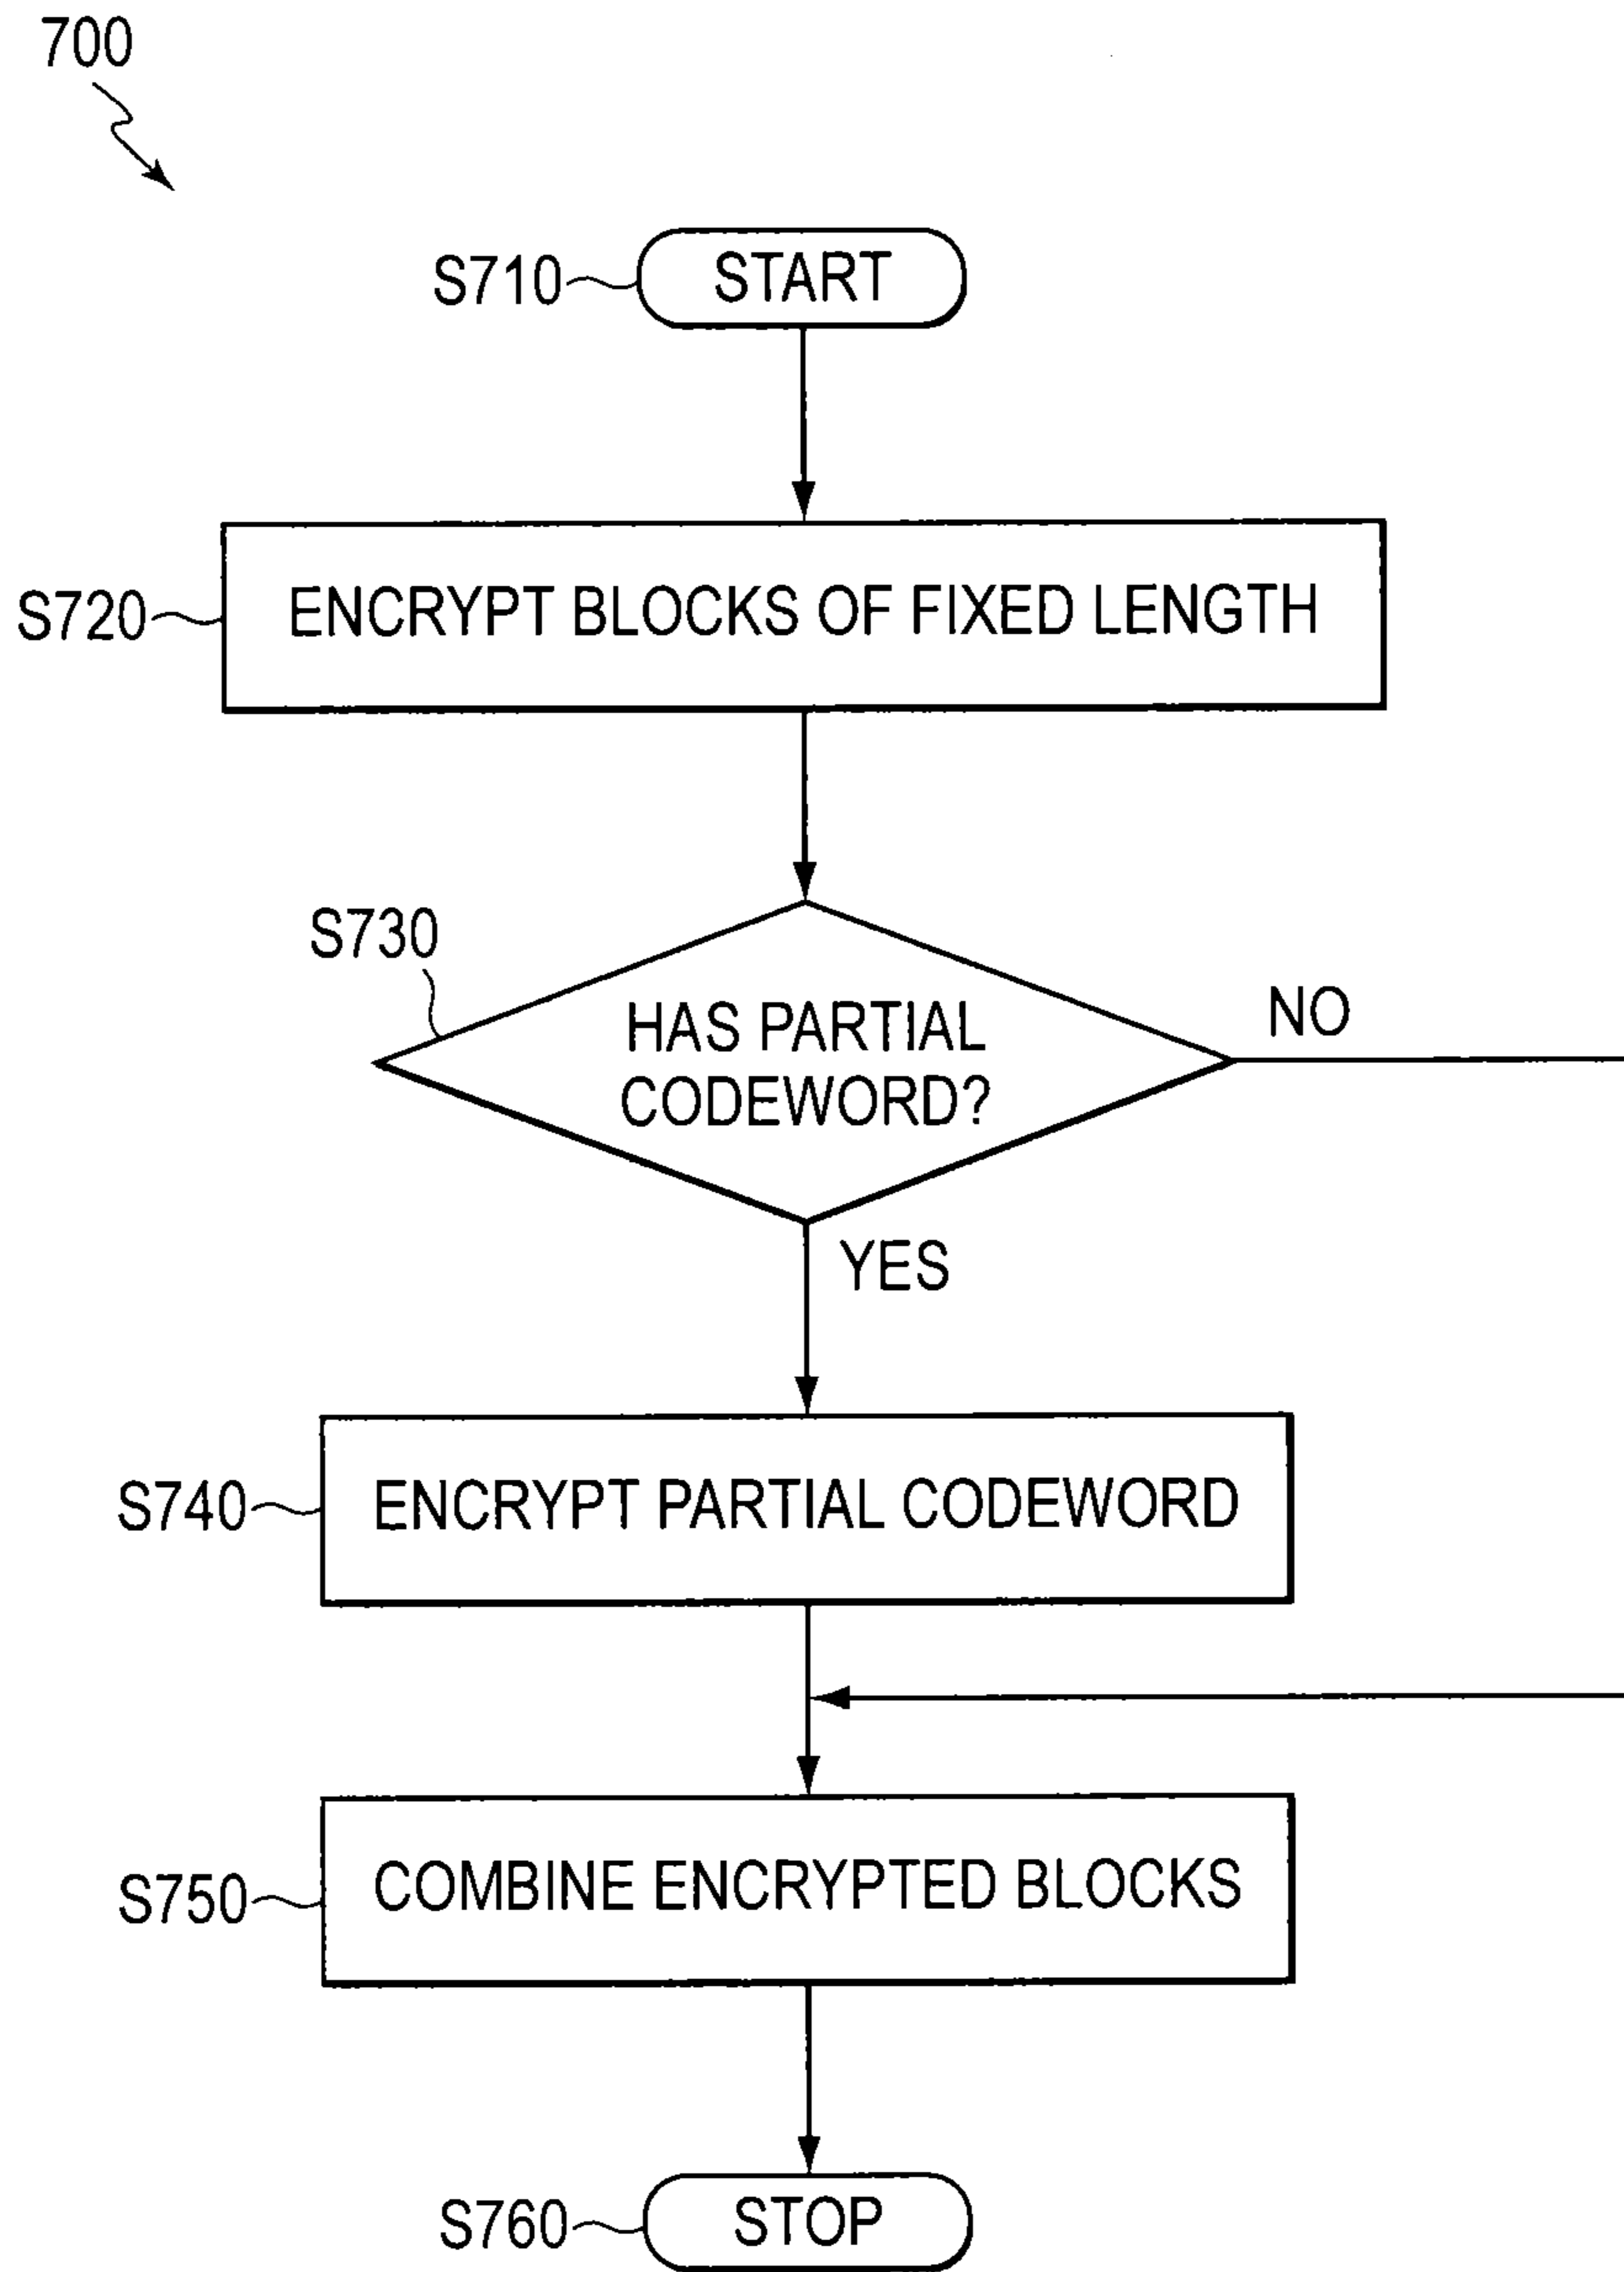 700
S710
START
S720
ENCRYPT BLOCKS OF FIXED LENGTH
S730
HAS PARTIAL
CODEWORD?
NO
YES
S740
ENCRYPT PARTIAL CODEWORD
S750
COMBINE ENCRYPTED BLOCKS
S760
STOP